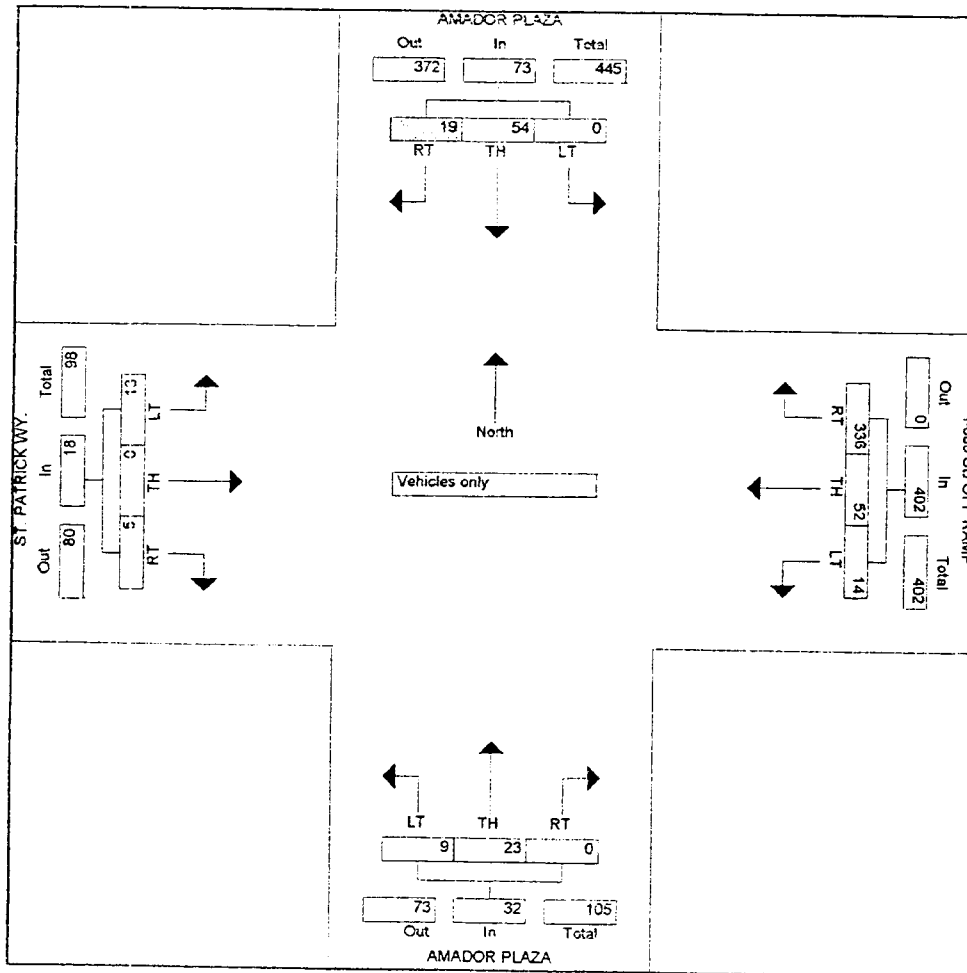 AMADOR PLAZA
Out In Total
372 73 445
19 54 0
RT TH LT
North
Vehicles only
ST. PATRICK WY.
Total 98
In 18
Out 80
13 0 5
LT TH RT
Out 0
In 402
Total 402
336 52 14
RT TH LT
LT TH RT
9 23 0
73 32 105
Out In Total
AMADOR PLAZA